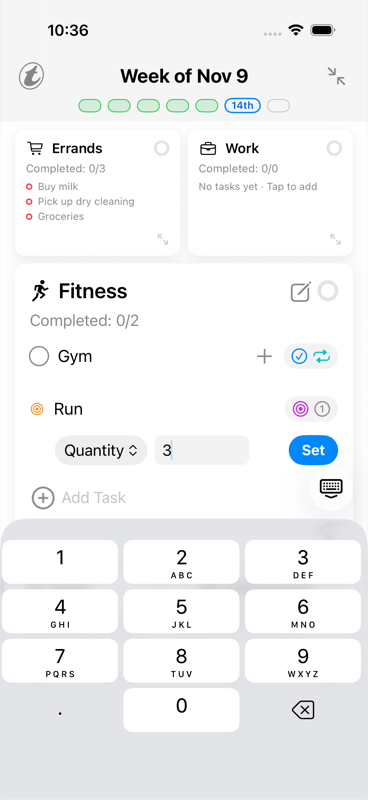 10:36
t
Week of Nov 9
14th
Errands
Completed: 0/3
Buy milk
Pick up dry cleaning
Groceries
Work
Completed: 0/0
No tasks yet · Tap to add
Fitness
Completed: 0/2
Gym
Run
1
Quantity
3
Set
Add Task
1
2 ABC
3 DEF
4 GHI
5 JKL
6 MNO
7 PQRS
8 TUV
9 WXYZ
.
0